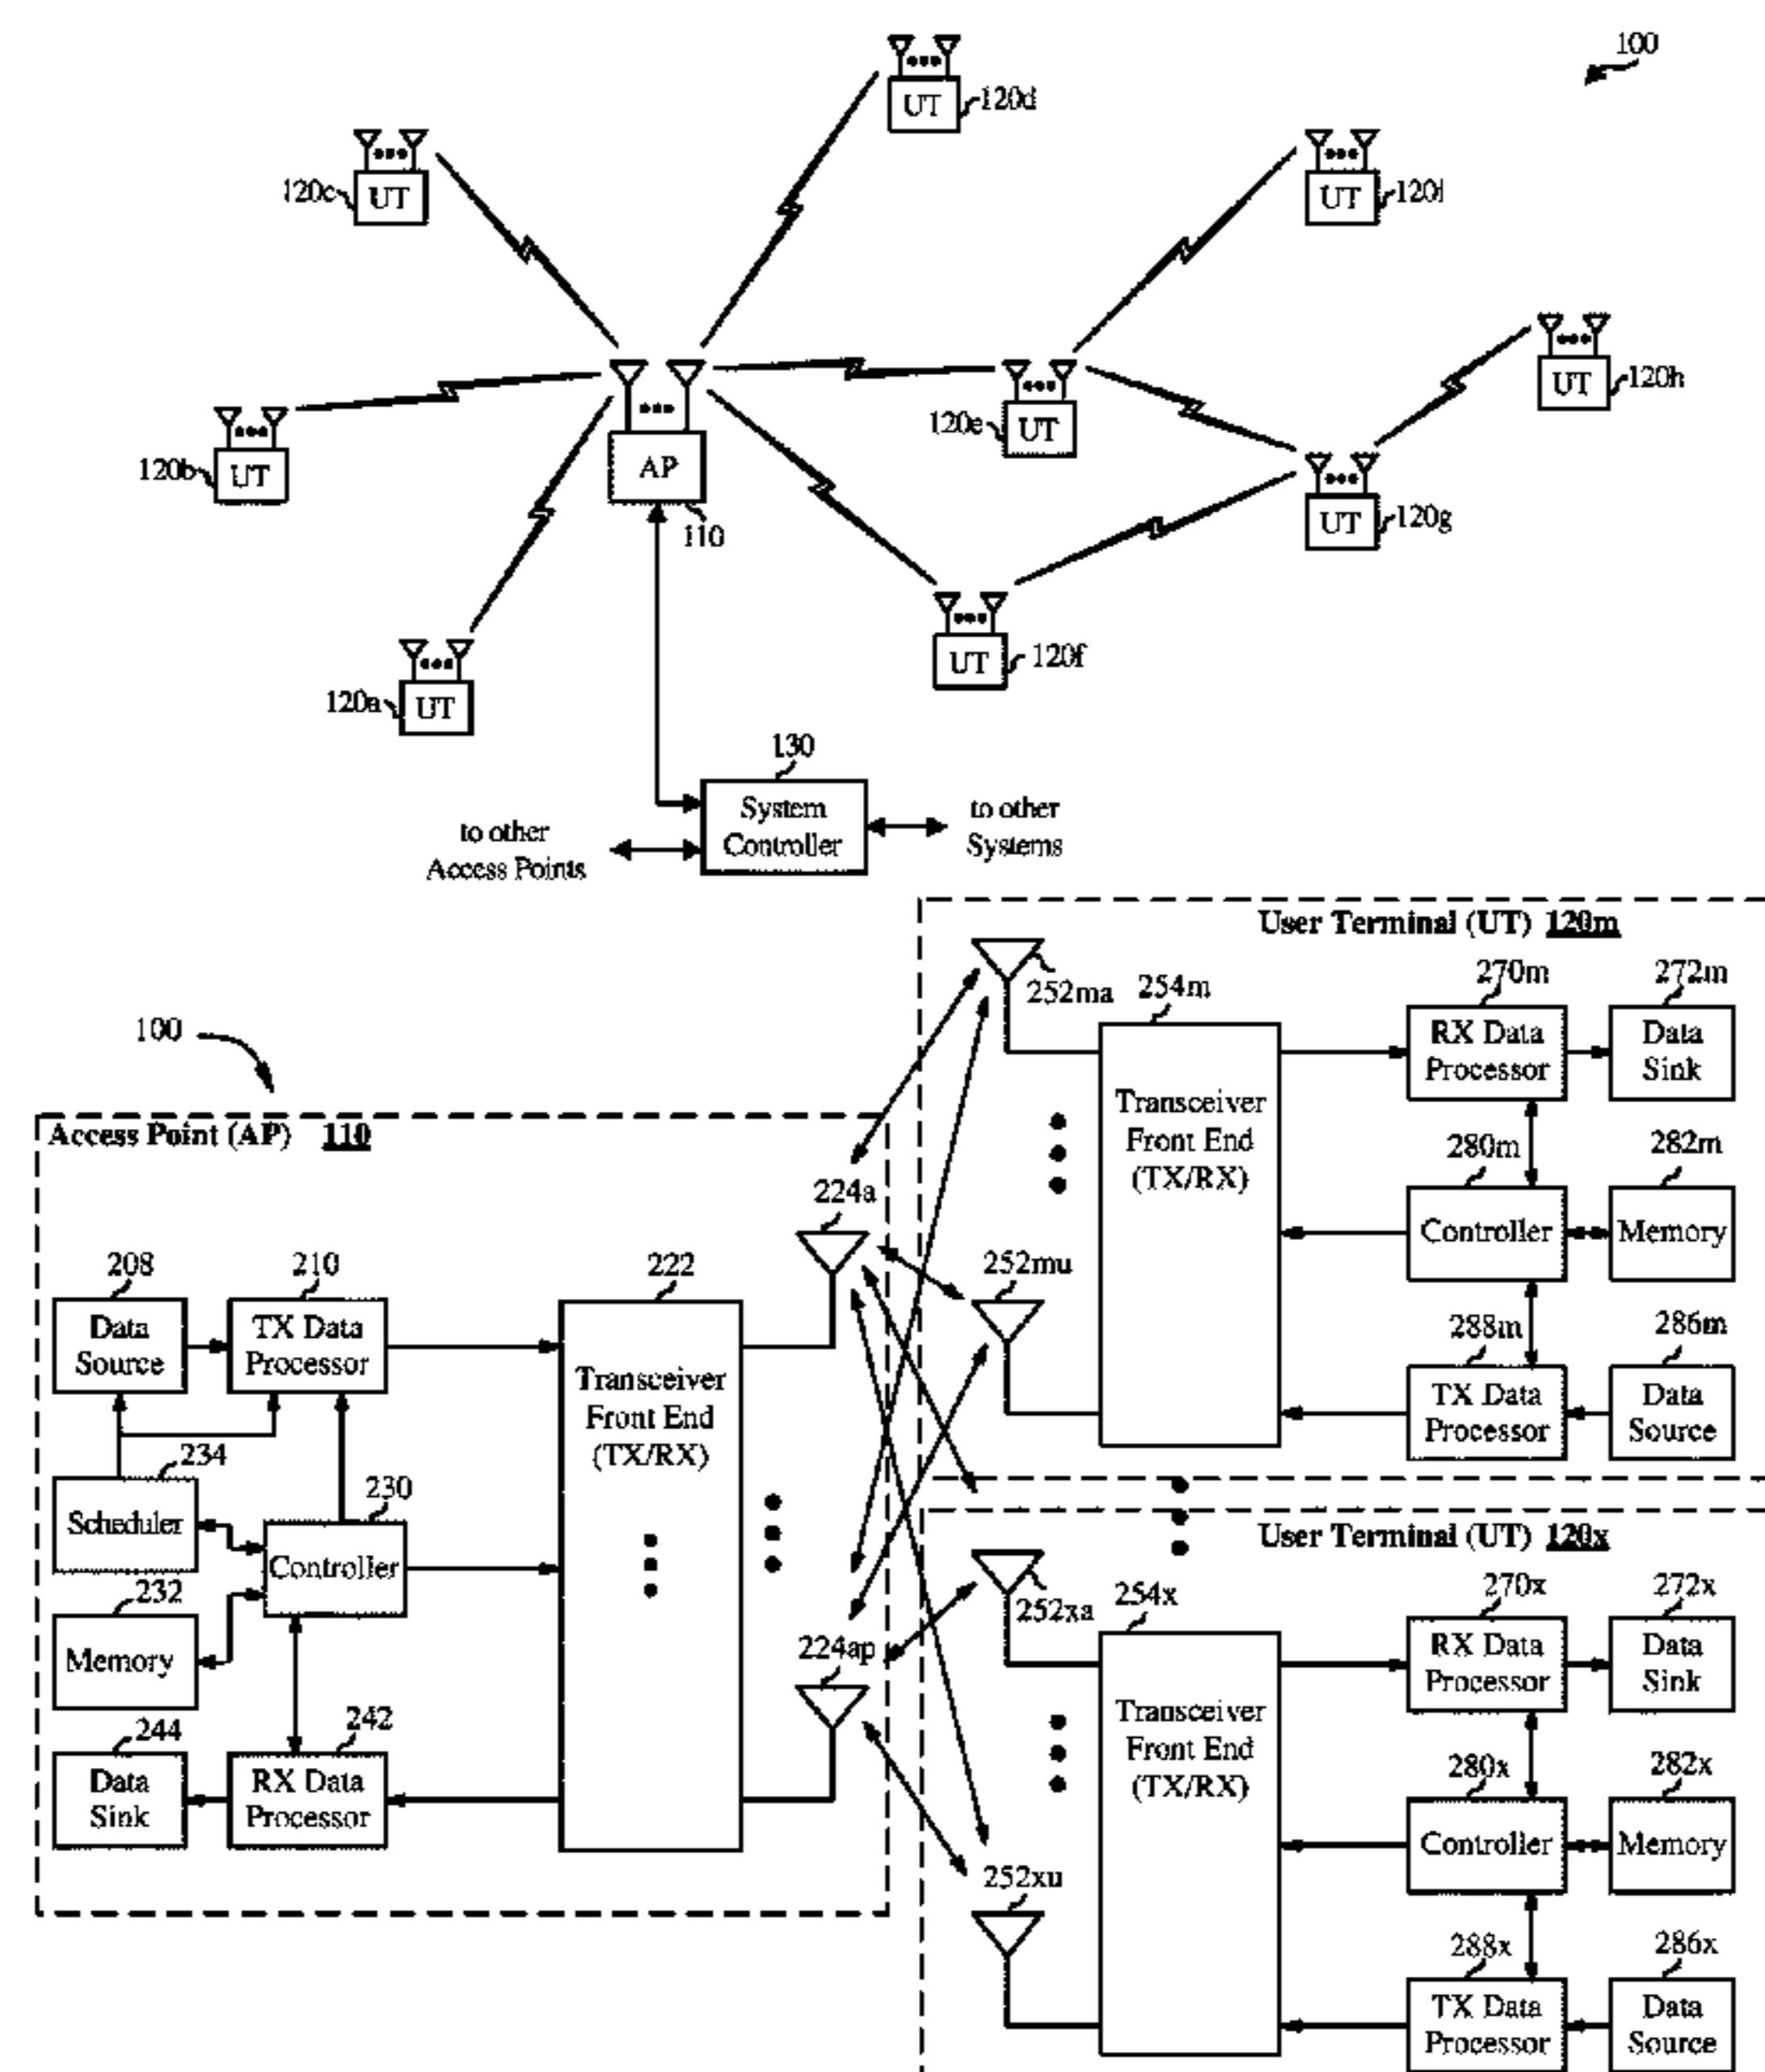 100
UT
120d
120c
UT
UT
120i
UT
120h
120b
UT
AP
110
120e
UT
UT
120g
UT
120f
120a
UT
130
System
Controller
to other
Access Points
to other
Systems
User Terminal (UT) 120m
252ma
254m
270m
272m
Transceiver
Front End
(TX/RX)
RX Data
Processor
Data
Sink
280m
282m
Controller
Memory
252mu
288m
286m
TX Data
Processor
Data
Source
100
Access Point (AP) 110
224a
208
210
222
Data
Source
TX Data
Processor
Transceiver
Front End
(TX/RX)
234
Scheduler
230
Controller
232
Memory
224ap
244
242
Data
Sink
RX Data
Processor
User Terminal (UT) 120x
252xa
254x
270x
272x
Transceiver
Front End
(TX/RX)
RX Data
Processor
Data
Sink
280x
282x
Controller
Memory
252xu
288x
286x
TX Data
Processor
Data
Source